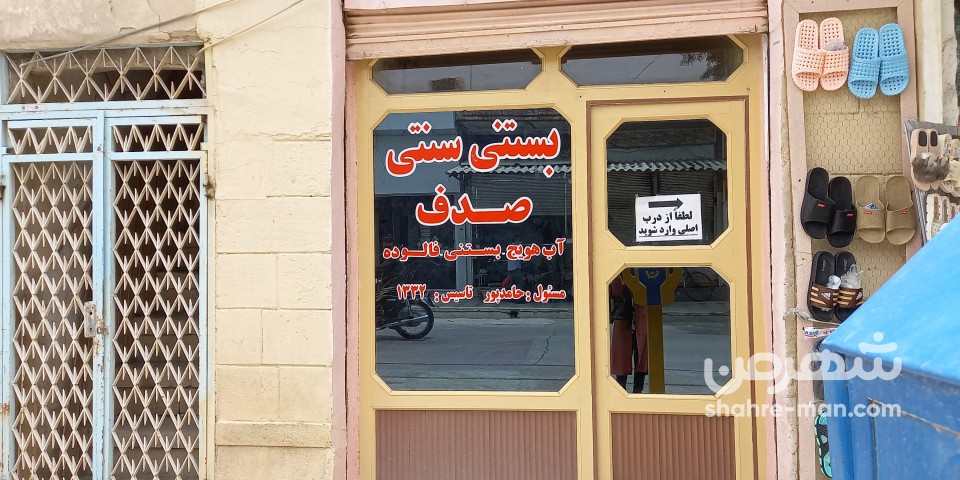 بستنی سنتی
صدف
آب هویج. بستنی. فالوده
مسئول : حامدپور تاسیس : ۱۳۳۲
لطفاً از درب
اصلی وارد شوید
شهرمن
shahre-man.com